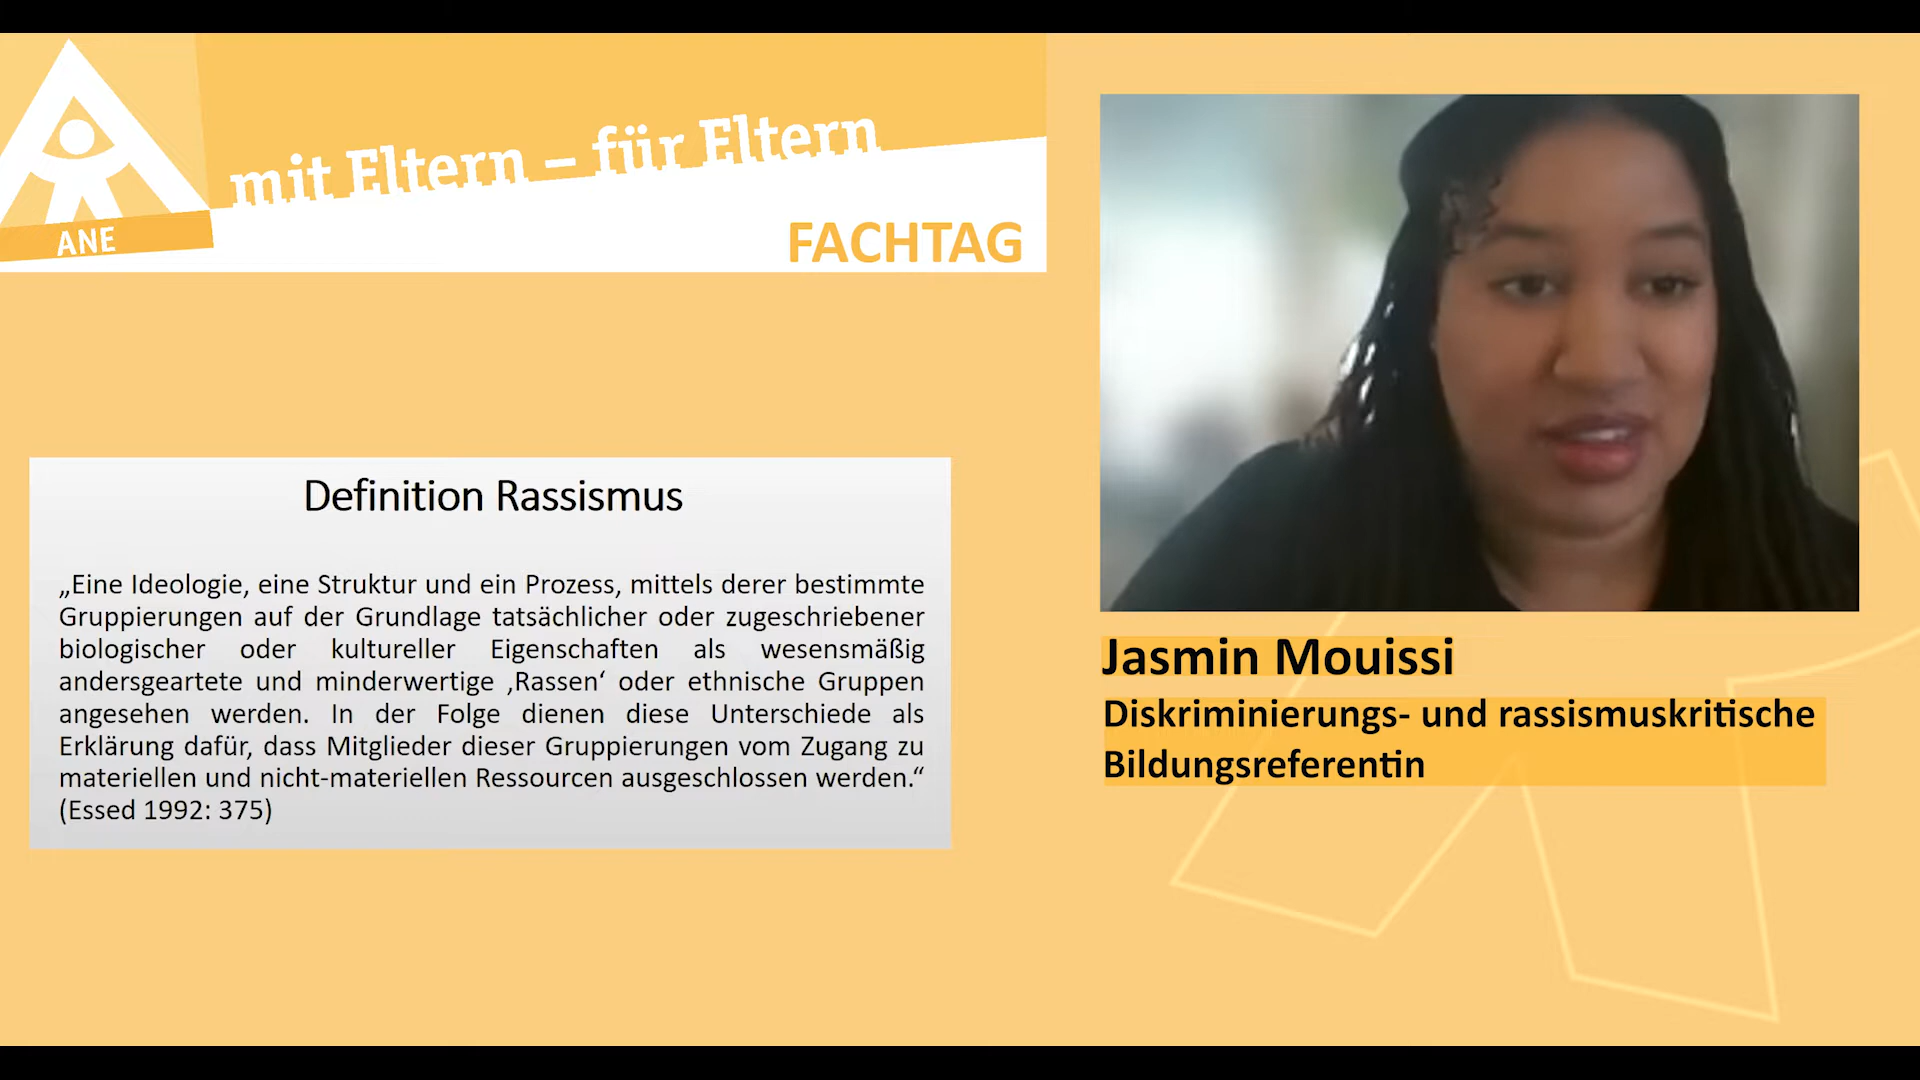 mit Eltern – für Eltern
ANE
FACHTAG
Definition Rassismus
„Eine Ideologie, eine Struktur und ein Prozess, mittels derer bestimmte
Gruppierungen auf der Grundlage tatsächlicher oder zugeschriebener
biologischer oder kultureller Eigenschaften als wesensmäßig
andersgeartete und minderwertige ‚Rassen‘ oder ethnische Gruppen
angesehen werden. In der Folge dienen diese Unterschiede als
Erklärung dafür, dass Mitglieder dieser Gruppierungen vom Zugang zu
materiellen und nicht-materiellen Ressourcen ausgeschlossen werden.“
(Essed 1992: 375)
Jasmin Mouissi
Diskriminierungs- und rassismuskritische
Bildungsreferentin